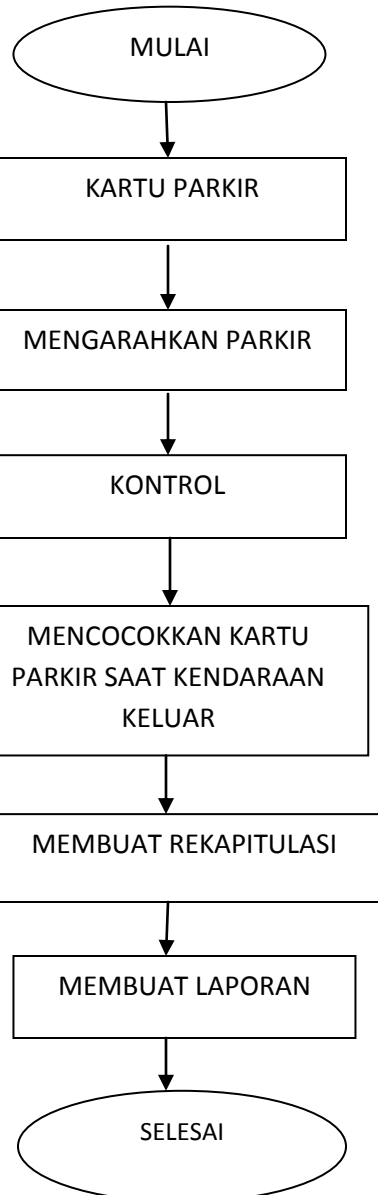 MULAI
KARTU PARKIR
MENGARAHKAN PARKIR
KONTROL
MENCOCOKKAN KARTU
PARKIR SAAT KENDARAAN
KELUAR
MEMBUAT REKAPITULASI
MEMBUAT LAPORAN
SELESAI